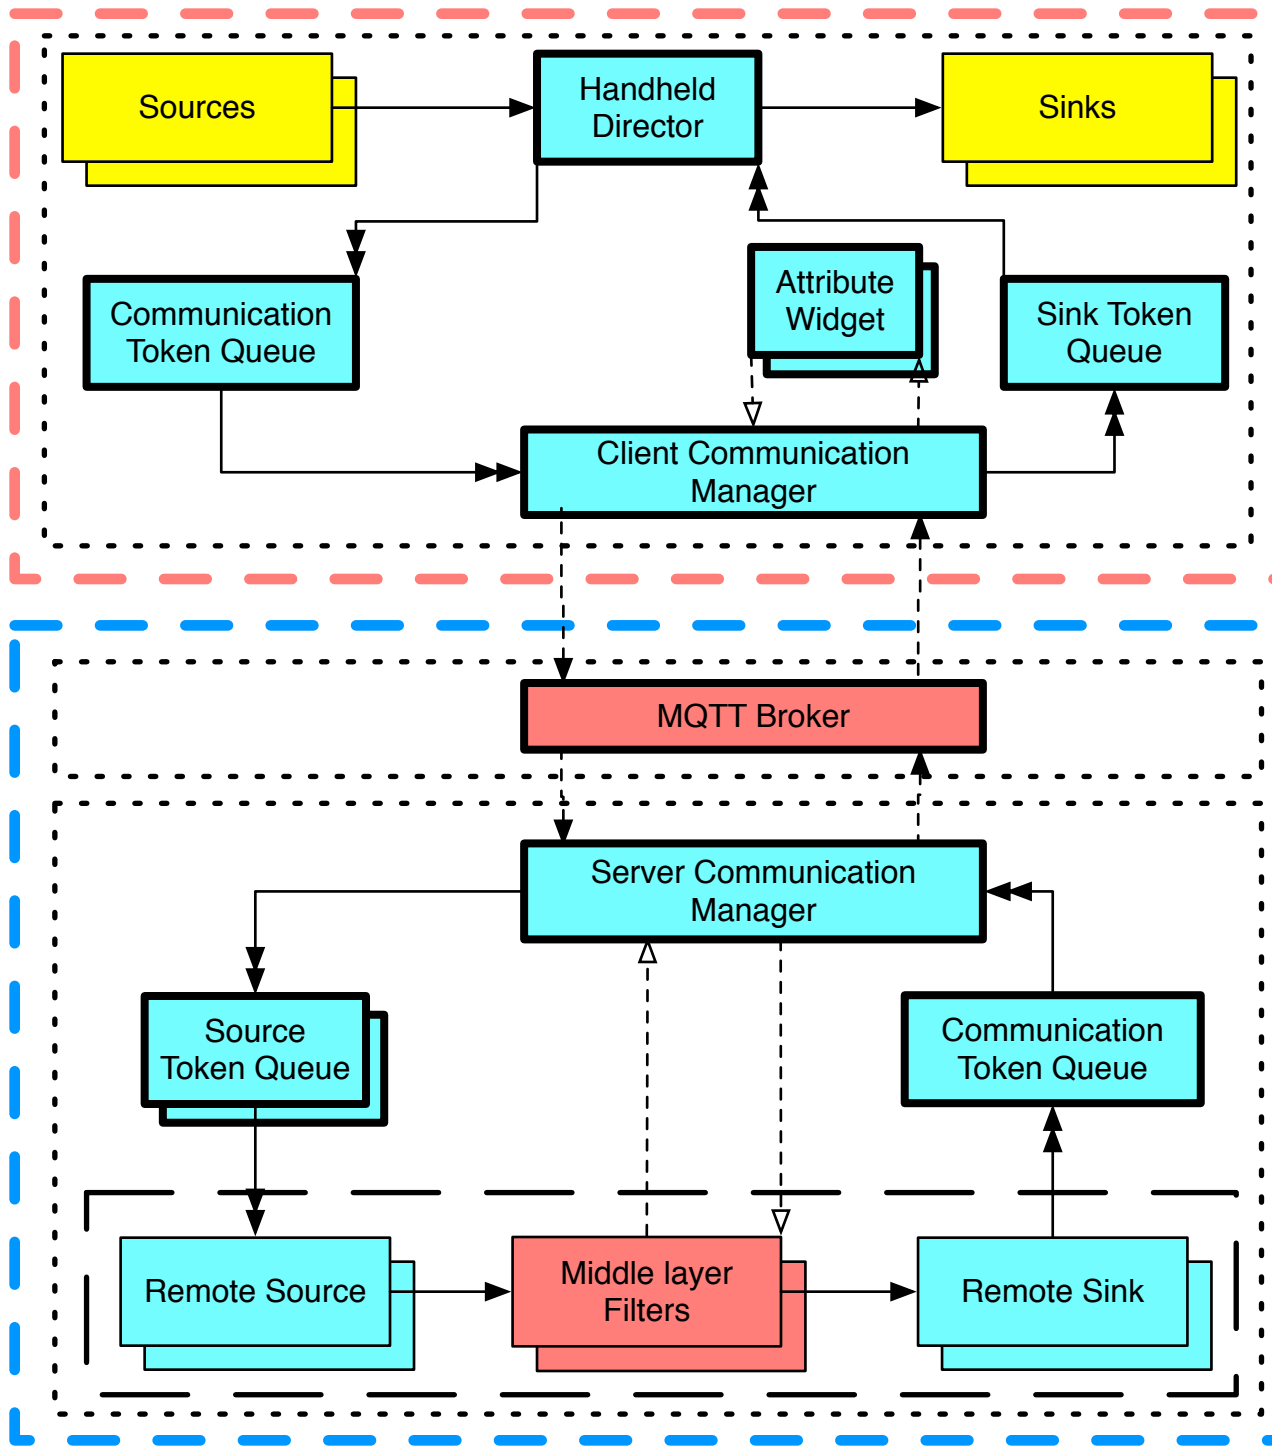 Sources
Handheld
Director
Sinks
Communication
Token Queue
Attribute
Widget
Sink Token
Queue
Client Communication
Manager
MQTT Broker
Server Communication
Manager
Source
Token Queue
Communication
Token Queue
Remote Source
Middle layer
Filters
Remote Sink